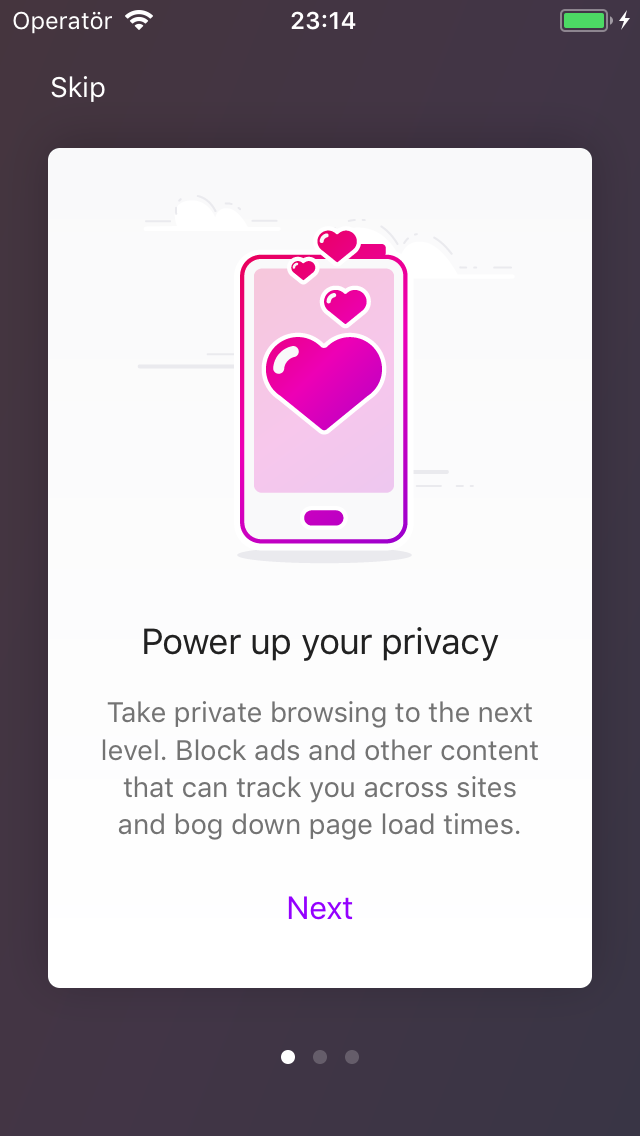 Operatör 23:14
Skip
Power up your privacy
Take private browsing to the next
level. Block ads and other content
that can track you across sites
and bog down page load times.
Next